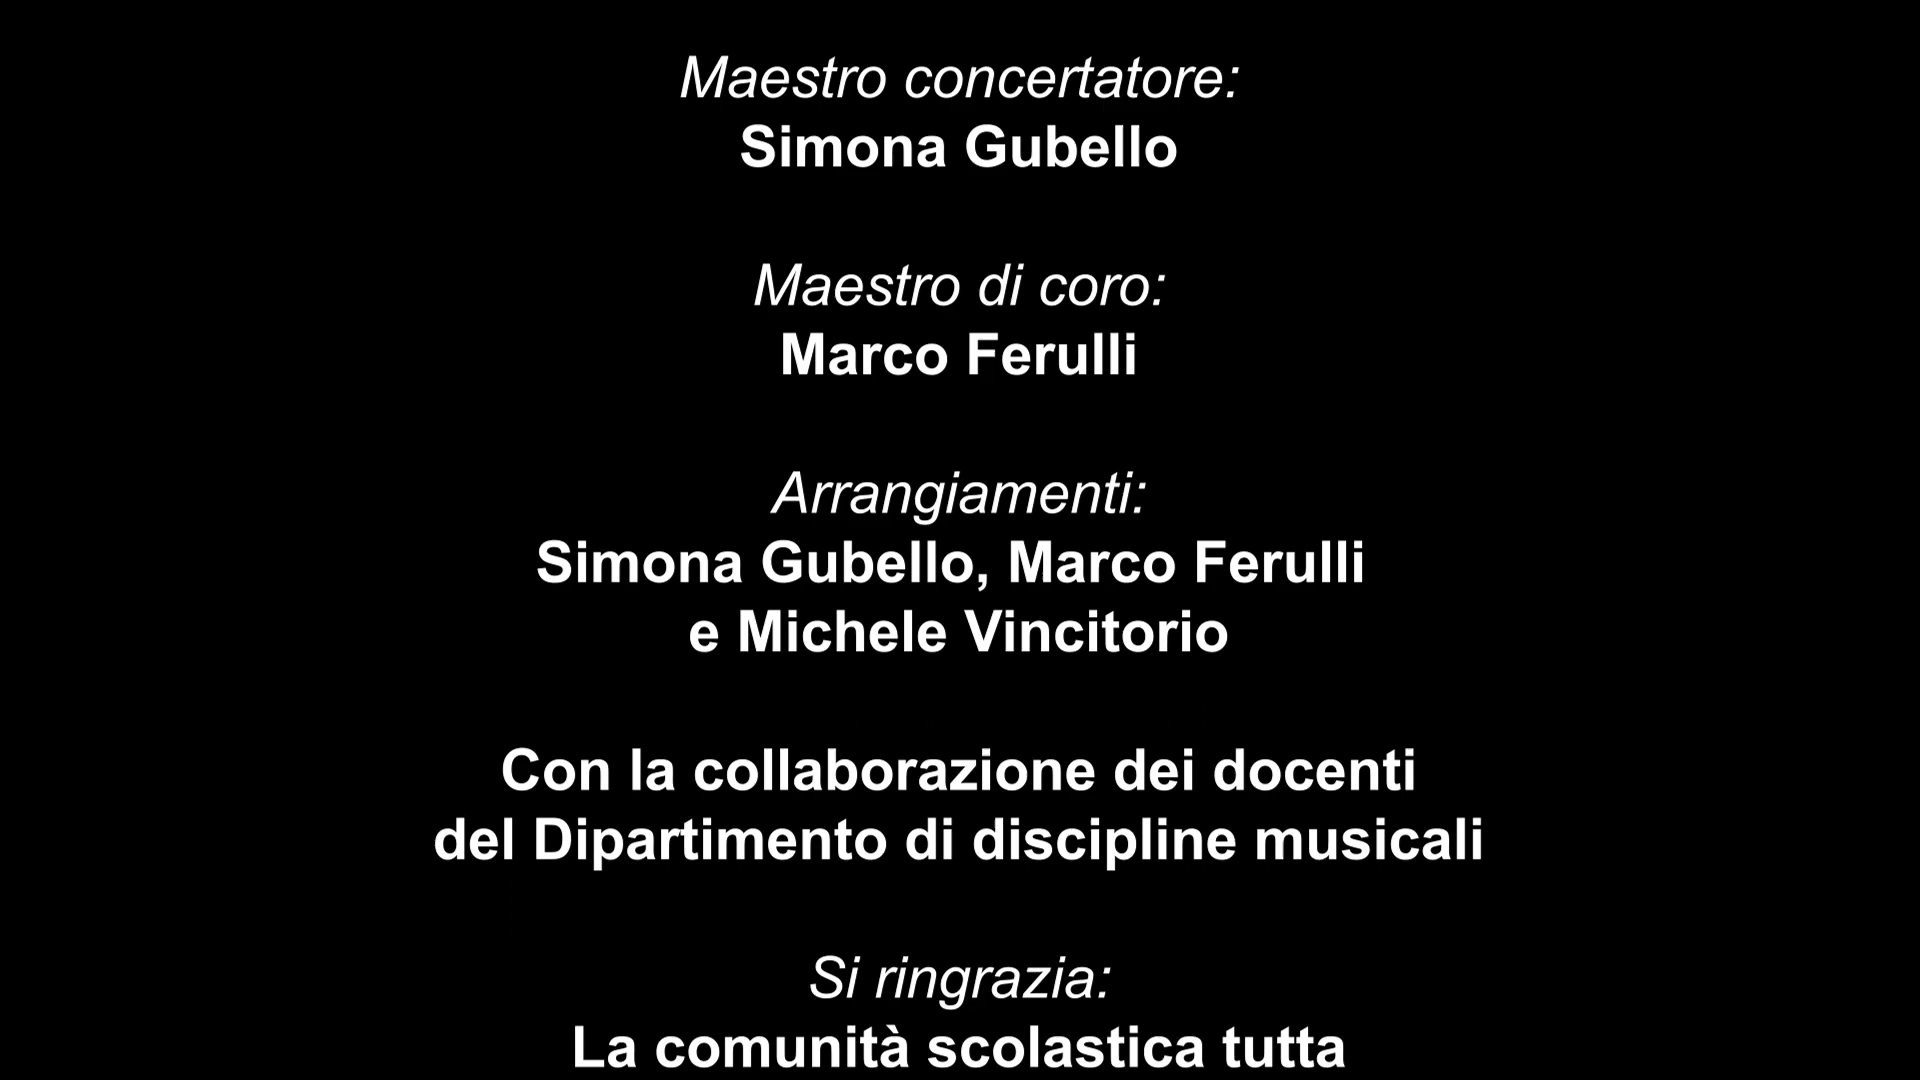 Maestro concertatore:
Simona Gubello
Maestro di coro:
Marco Ferulli
Arrangiamenti:
Simona Gubello, Marco Ferulli
e Michele Vincitorio
Con la collaborazione dei docenti
del Dipartimento di discipline musicali
Si ringrazia:
La comunità scolastica tutta